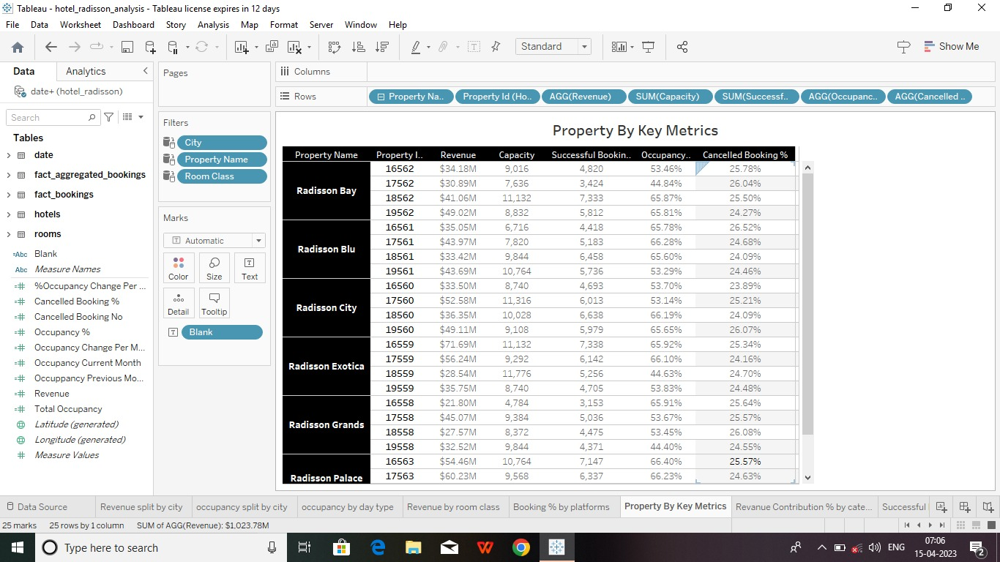 Tableau - hotel_radisson_analysis - Tableau license expires in 12 days
File Data Worksheet Dashboard Story Analysis Map Format Server Window Help
Standard
Show Me
Data Analytics
date+ (hotel_radisson)
Search
Tables
date
fact_aggregated_bookings
fact_bookings
hotels
rooms
=Abc Blank
Abc Measure Names
=# %Occupancy Change Per ...
=# Cancelled Booking %
=# Cancelled Booking No
=# Occupancy %
=# Occupancy Change Per M...
=# Occupancy Current Month
=# Occuppancy Previous Mo...
=# Revenue
=# Total Occupancy
Latitude (generated)
Longitude (generated)
# Measure Values
Pages
Filters
City
Property Name
Room Class
Marks
T Automatic
Color Size T Text
Detail Tooltip
T Blank
Columns
Rows Property Na.. Property Id (Ho.. AGG(Revenue) SUM(Capacity) SUM(Successf.. AGG(Occupanc.. AGG(Cancelled ..
Property By Key Metrics
Property Name Property I.. Revenue Capacity Successful Bookin.. Occupancy.. Cancelled Booking %
Radisson Bay
16562 $34.18M 9,016 4,820 53.46% 25.78%
17562 $30.89M 7,636 3,424 44.84% 26.04%
18562 $41.06M 11,132 7,333 65.87% 25.50%
19562 $49.02M 8,832 5,812 65.81% 24.27%
Radisson Blu
16561 $35.05M 6,716 4,418 65.78% 26.52%
17561 $43.97M 7,820 5,183 66.28% 24.68%
18561 $33.42M 9,844 6,458 65.60% 24.09%
19561 $43.69M 10,764 5,736 53.29% 24.46%
Radisson City
16560 $33.50M 8,740 4,693 53.70% 23.89%
17560 $52.58M 11,316 6,013 53.14% 25.21%
18560 $36.35M 10,028 6,638 66.19% 24.09%
19560 $49.11M 9,108 5,979 65.65% 26.07%
Radisson Exotica
16559 $71.69M 11,132 7,338 65.92% 25.34%
17559 $56.24M 9,292 6,142 66.10% 24.16%
18559 $28.54M 11,776 5,256 44.63% 24.70%
19559 $35.75M 8,740 4,705 53.83% 24.48%
Radisson Grands
16558 $21.80M 4,784 3,153 65.91% 25.64%
17558 $45.07M 9,384 5,036 53.67% 25.57%
18558 $27.57M 8,372 4,475 53.45% 26.08%
19558 $32.52M 9,844 4,371 44.40% 24.55%
Radisson Palace
16563 $54.46M 10,764 7,147 66.40% 25.57%
17563 $60.23M 9,568 6,337 66.23% 24.63%
Data Source Revenue split by city occupancy split by city occupancy by day type Revenue by room class Booking % by platforms Property By Key Metrics Revanue Contribution % by cate... Successful
25 marks 25 rows by 1 column SUM of AGG(Revenue): $1,023.78M
Type here to search
ENG
07:06
15-04-2023
2